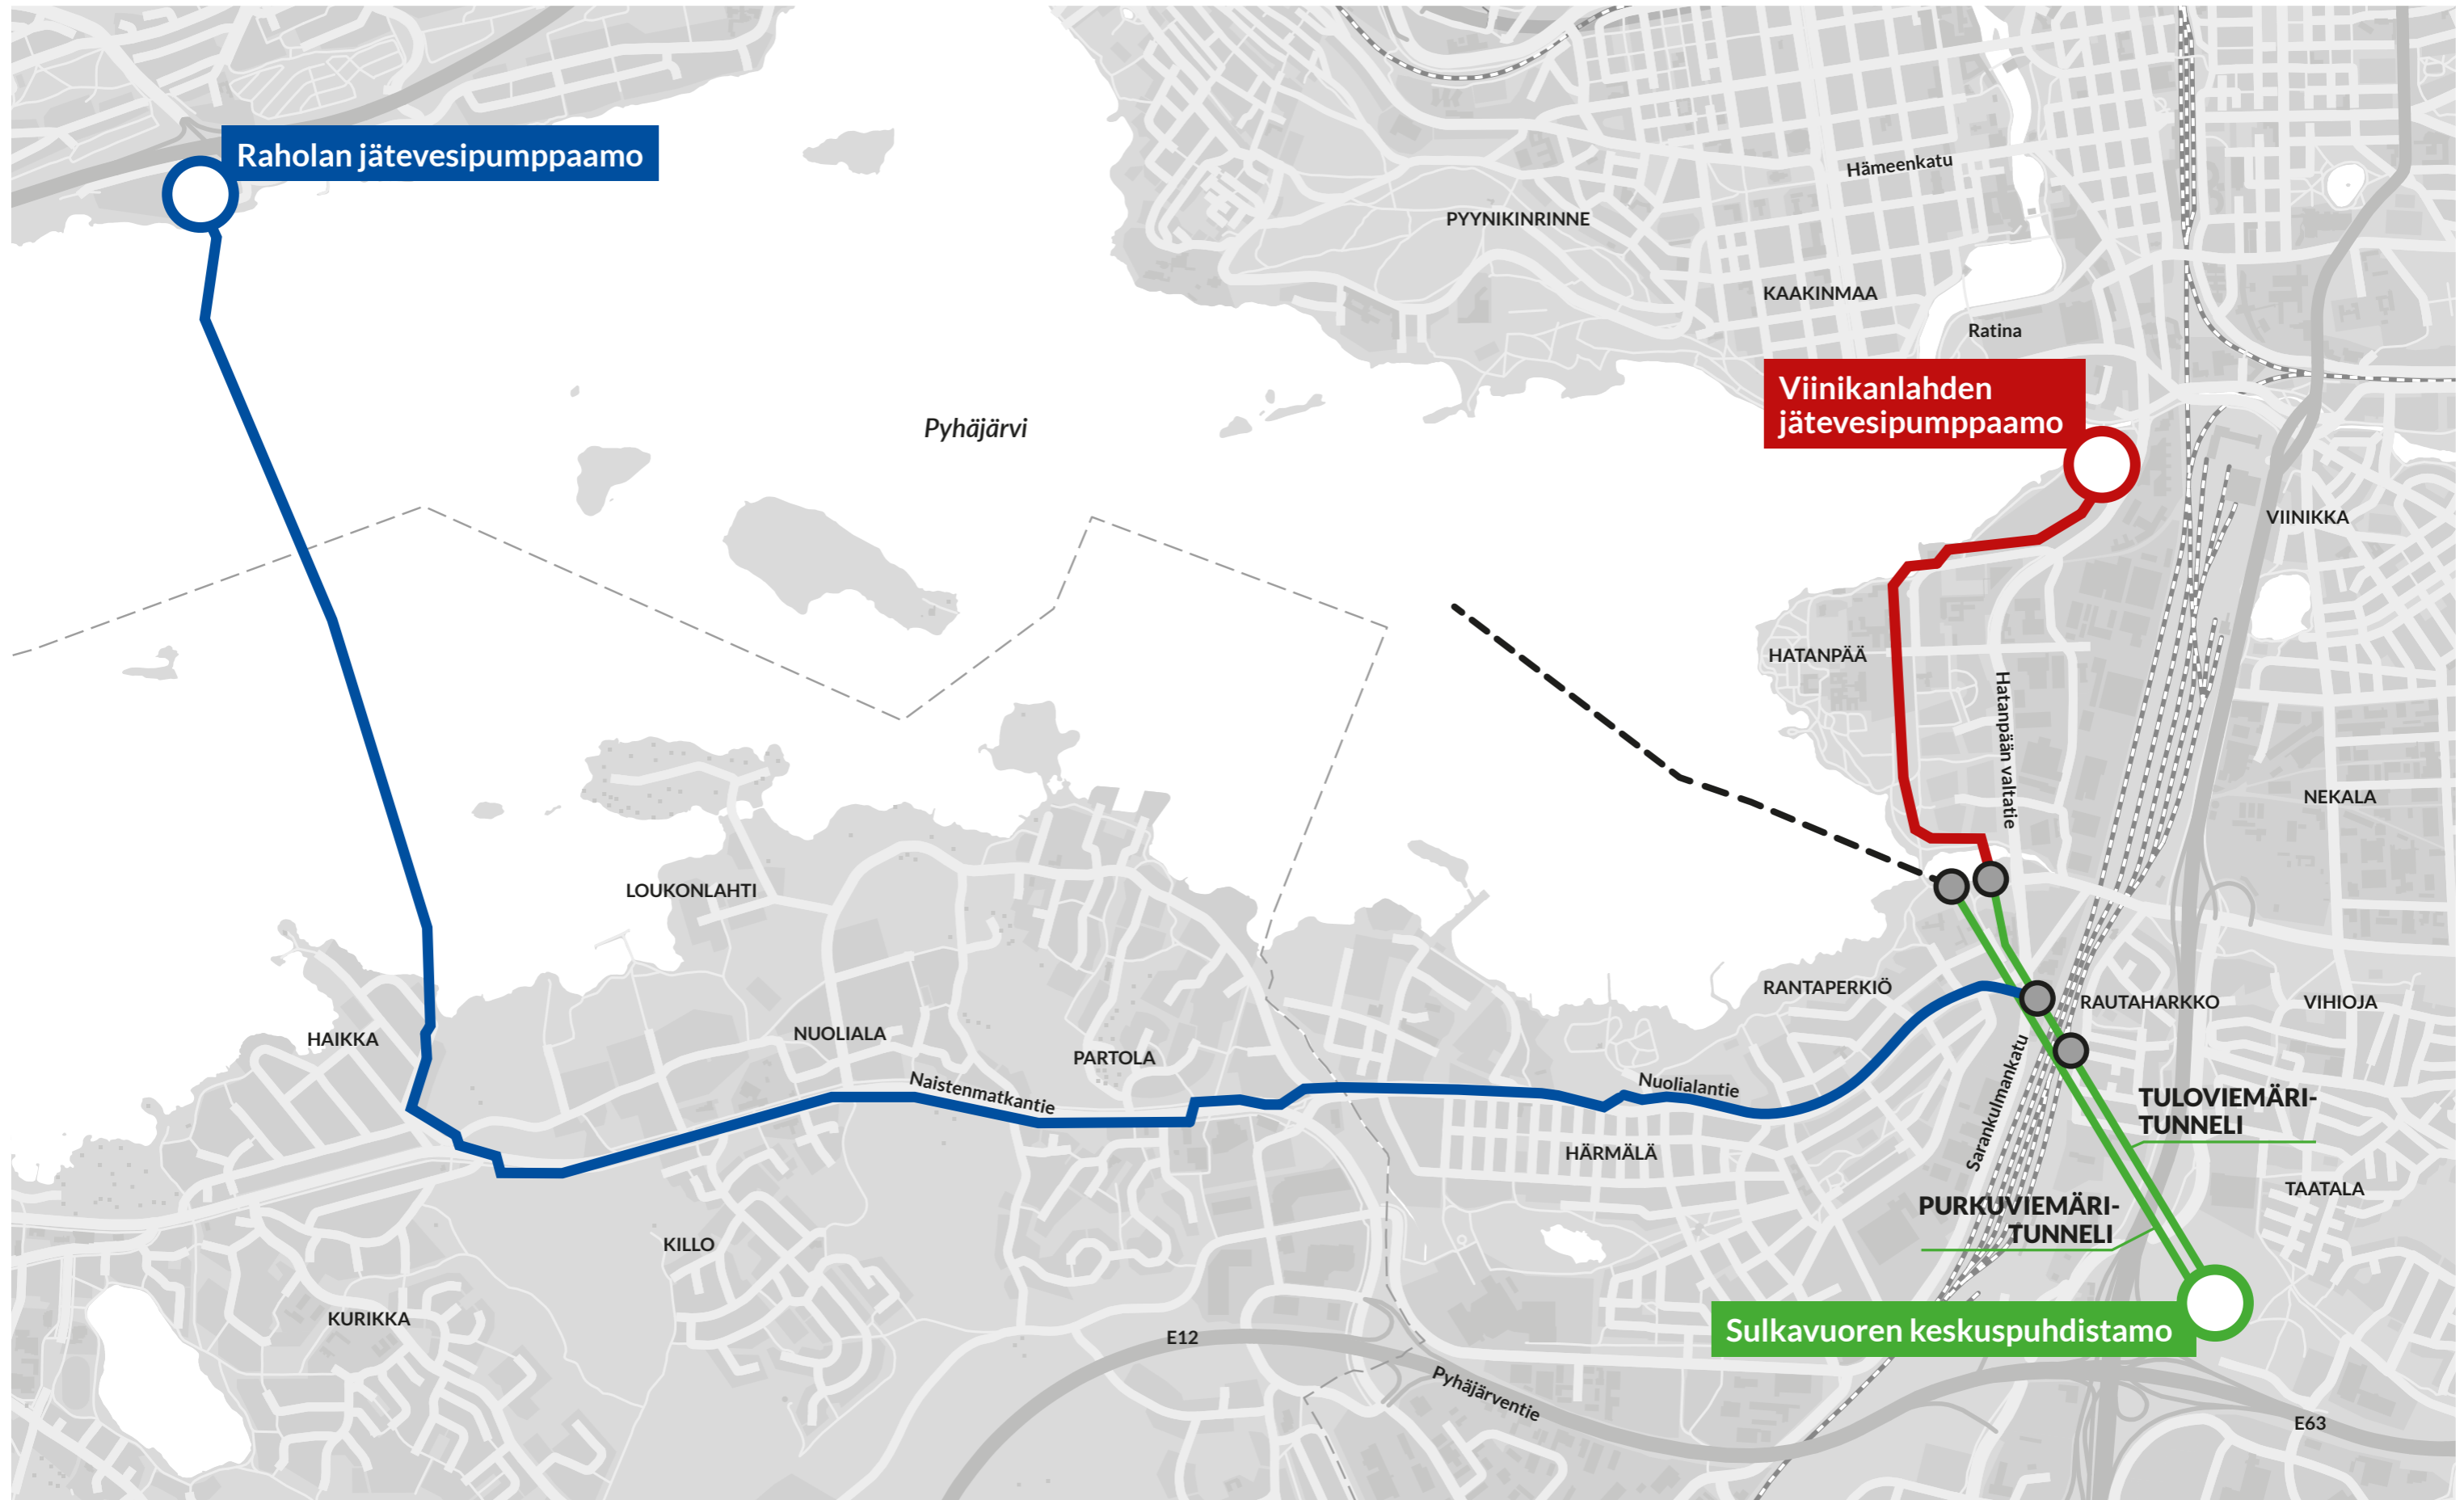 Raholan jätevesipumppaamo
Hämeenkatu
PYYNIKINRINNE
KAAKINMAA
Ratina
Viinikanlahden
jätevesipumppaamo
Pyhäjärvi
VIINIKKA
HATANPÄÄ
Hatanpään valtatie
NEKALA
LOUKONLAHTI
RANTAPERKIÖ
RAUTAHARKKO
VIHIOJA
HAIKKA
NUOLIALA
PARTOLA
Naistenmatkantie
Nuolialantie
Sarankulmankatu
TULOVIEMÄRI-
TUNNELI
HÄRMÄLÄ
TAATALA
PURKUVIEMÄRI-
TUNNELI
KILLO
KURIKKA
E12
Sulkavuoren keskuspuhdistamo
Pyhäjärventie
E63